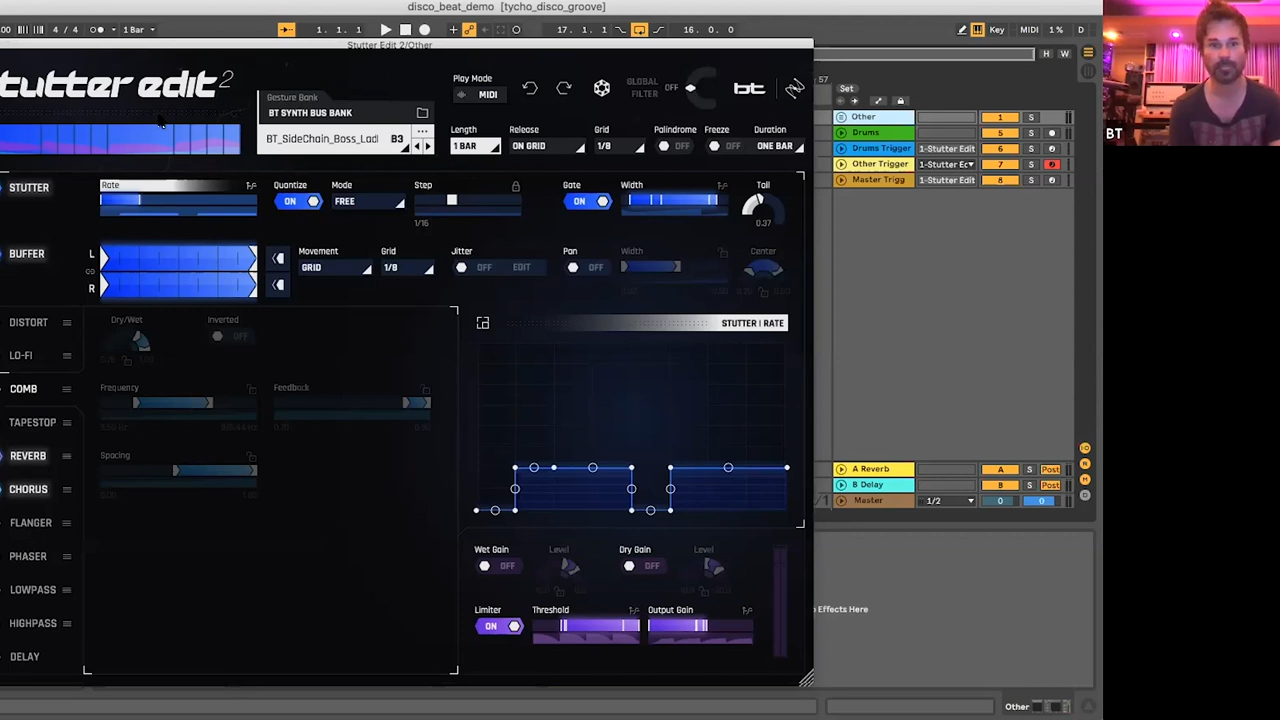 disco_beat_demo [tycho_disco_groove]
00 4 / 4 1 Bar 1. 1. 1 17. 1. 1 16. 0. 0 Key MIDI 1% D
Stutter Edit 2/Other
H W
tutter edit 2
Gesture Bank
BT SYNTH BUS BANK
BT_SideChain_Boss_Ladi B3
Play Mode
MIDI
GLOBAL FILTER OFF
bt
57
Set
Length Release Grid Palindrome Freeze Duration
1 BAR ON GRID 1/8 OFF OFF ONE BAR
Other 1 S
Drums 5 S
Drums Trigger 1-Stutter Edit 6 S
Other Trigger 1-Stutter Ec 7 S
Master Trigg 1-Stutter Edit 8 S
STUTTER
Rate Quantize Mode Step Gate Width Tail
ON FREE ON
1/16 0.37
BUFFER
L
R
Movement Grid Jitter Pan Width Center
GRID 1/8 OFF EDIT OFF
DISTORT
LO-FI
COMB
TAPESTOP
REVERB
CHORUS
FLANGER
PHASER
LOWPASS
HIGHPASS
DELAY
Dry/Wet Inverted
OFF
Frequency Feedback
Spacing
STUTTER | RATE
Wet Gain Level Dry Gain Level
OFF OFF
Limiter Threshold Output Gain
ON
A Reverb A S Post
B Delay B S Post
Master 1/2 0 0
Effects Here
Other
BT